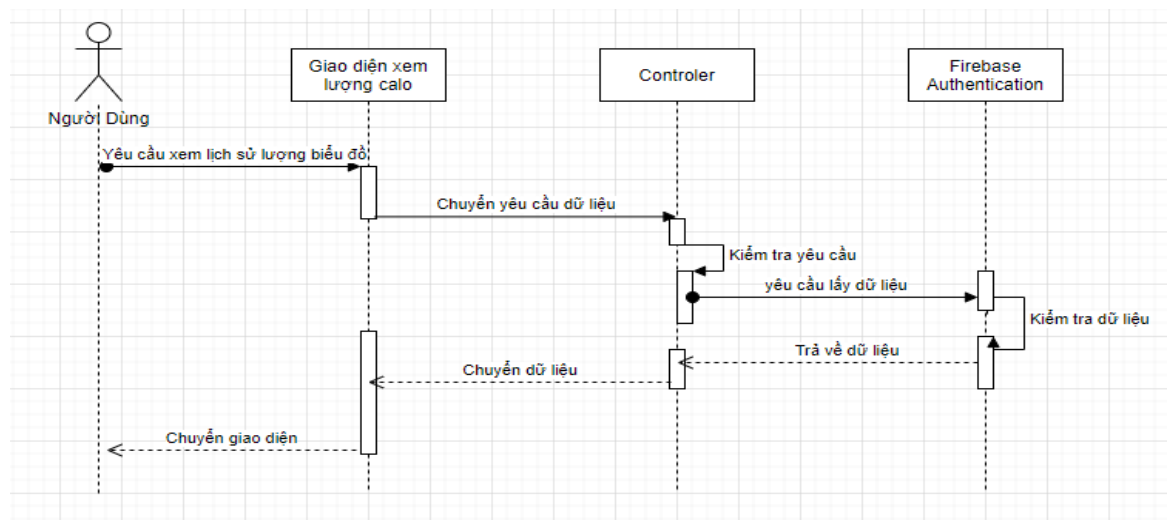 Giao diện xem
lượng calo
Controler
Firebase
Authentication
Người Dùng
Yêu cầu xem lịch sử lượng biểu đồ
Chuyển yêu cầu dữ liệu
Kiểm tra yêu cầu
yêu cầu lấy dữ liệu
Kiểm tra dữ liệu
Trả về dữ liệu
Chuyển dữ liệu
Chuyển giao diện